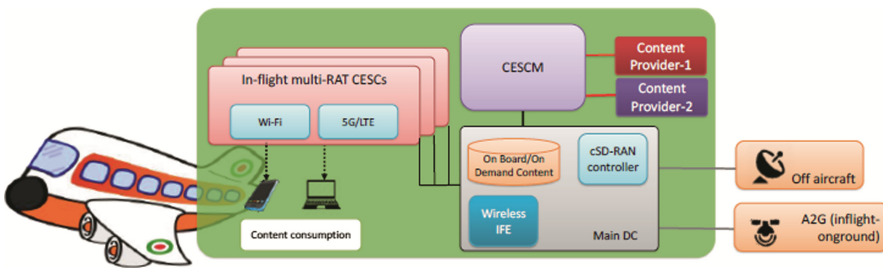 In-flight multi-RAT CESCs
Wi-Fi
5G/LTE
Content consumption
CESCM
Content
Provider-1
Content
Provider-2
On Board/On
Demand Content
cSD-RAN
controller
Wireless
IFE
Main DC
Off aircraft
A2G (inflight-
onground)